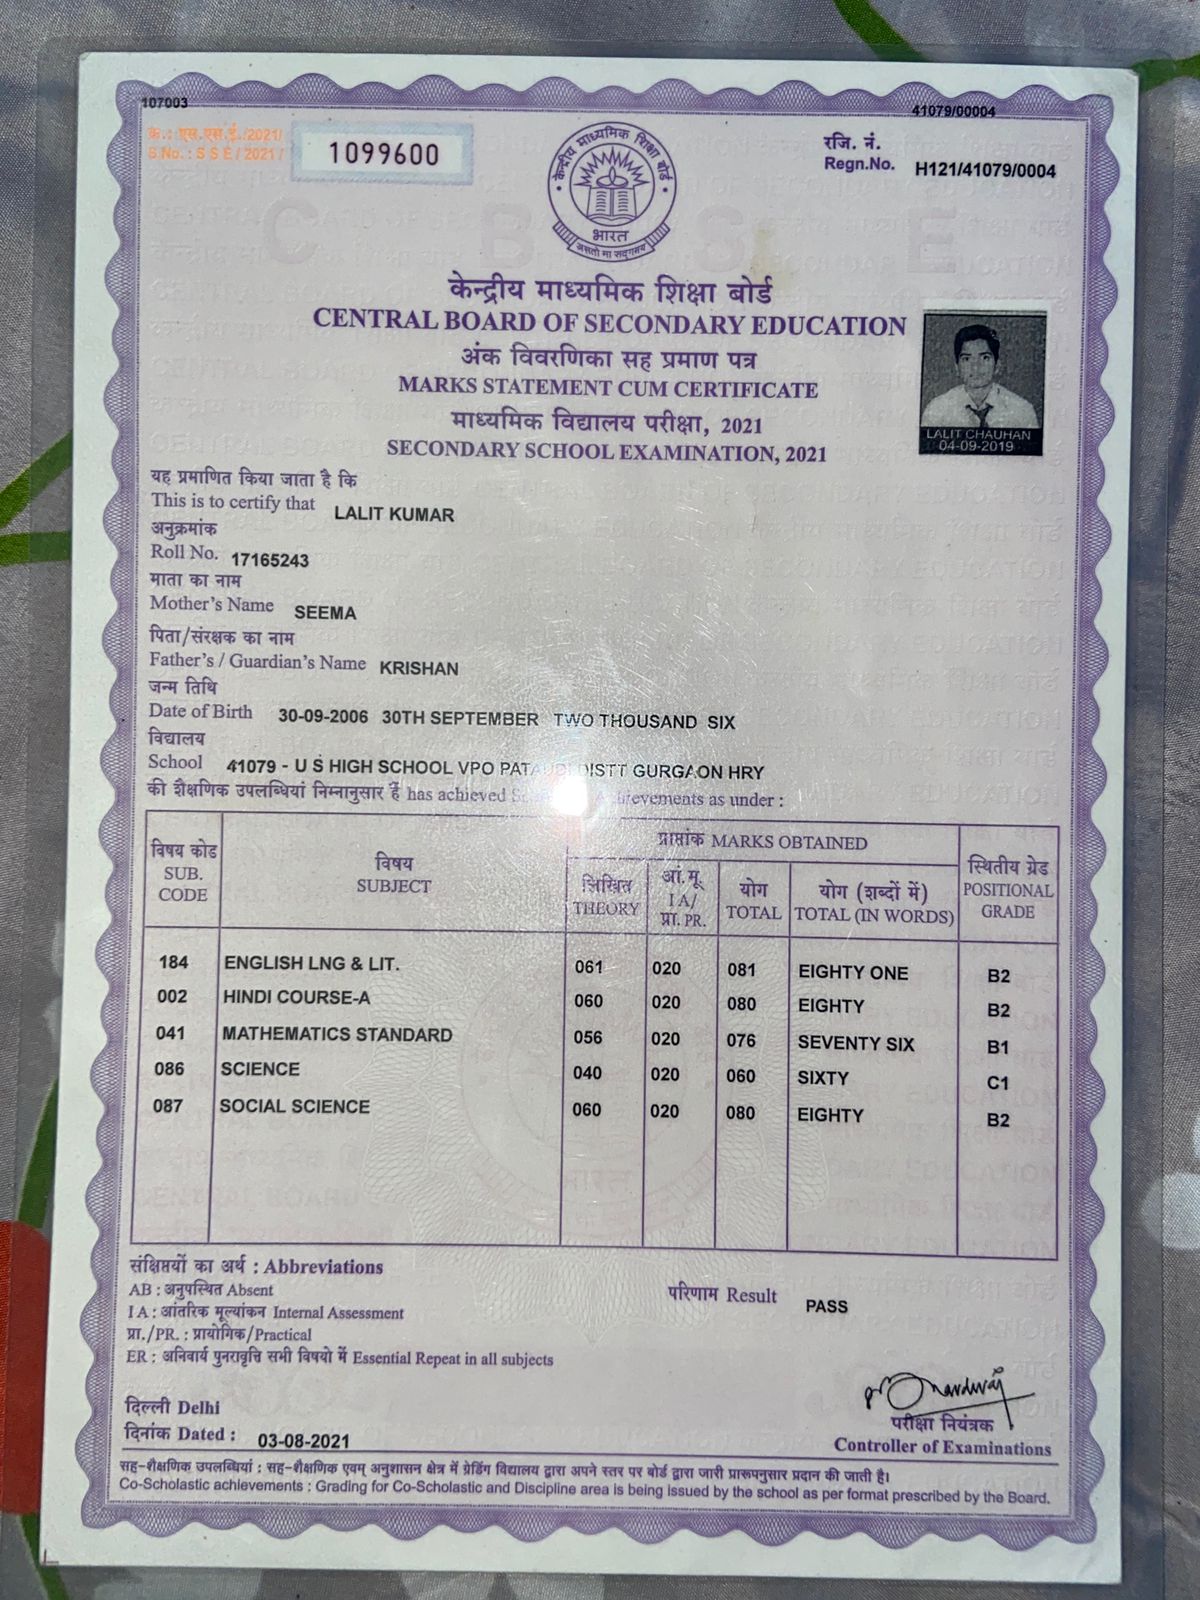 107003
41079/00004
क्र.: एस.एस.ई./2021/
S.No. : S S E / 2021 /
1099600
रजि. नं.
Regn.No. H121/41079/0004
केन्द्रीय माध्यमिक शिक्षा बोर्ड
भारत
असतो मा सद्गमय
C B S E
केन्द्रीय माध्यमिक शिक्षा बोर्ड
CENTRAL BOARD OF SECONDARY EDUCATION
अंक विवरणिका सह प्रमाण पत्र
MARKS STATEMENT CUM CERTIFICATE
माध्यमिक विद्यालय परीक्षा, 2021
SECONDARY SCHOOL EXAMINATION, 2021
LALIT CHAUHAN
04-09-2019
यह प्रमाणित किया जाता है कि
This is to certify that LALIT KUMAR
अनुक्रमांक
Roll No. 17165243
माता का नाम
Mother's Name SEEMA
पिता/संरक्षक का नाम
Father's / Guardian's Name KRISHAN
जन्म तिथि
Date of Birth 30-09-2006 30TH SEPTEMBER TWO THOUSAND SIX
विद्यालय
School 41079 - U S HIGH SCHOOL VPO PATAUDI DISTT GURGAON HRY
की शैक्षणिक उपलब्धियां निम्नानुसार हैं has achieved as under :
विषय कोड SUB. CODE विषय SUBJECT प्राप्तांक MARKS OBTAINED स्थितीय ग्रेड POSITIONAL GRADE
लिखित THEORY आं.मू. I A/ प्रा. PR. योग TOTAL योग (शब्दों में) TOTAL (IN WORDS)
184 ENGLISH LNG & LIT. 061 020 081 EIGHTY ONE B2
002 HINDI COURSE-A 060 020 080 EIGHTY B2
041 MATHEMATICS STANDARD 056 020 076 SEVENTY SIX B1
086 SCIENCE 040 020 060 SIXTY C1
087 SOCIAL SCIENCE 060 020 080 EIGHTY B2
संक्षिप्तियों का अर्थ : Abbreviations
AB : अनुपस्थित Absent
I A : आंतरिक मूल्यांकन Internal Assessment
प्रा./PR. : प्रायोगिक/Practical
ER : अनिवार्य पुनरावृत्ति सभी विषयो में Essential Repeat in all subjects
परिणाम Result PASS
दिल्ली Delhi
दिनांक Dated : 03-08-2021
परीक्षा नियंत्रक
Controller of Examinations
सह-शैक्षणिक उपलब्धियां : सह-शैक्षणिक एवम् अनुशासन क्षेत्र में ग्रेडिंग विद्यालय द्वारा अपने स्तर पर बोर्ड द्वारा जारी प्रारूपनुसार प्रदान की जाती है।
Co-Scholastic achievements : Grading for Co-Scholastic and Discipline area is being issued by the school as per format prescribed by the Board.